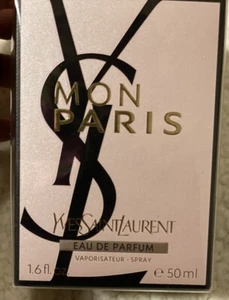 MON
PARIS
YVESSAINTLAURENT
EAU DE PARFUM
VAPORISATEUR - SPRAY
1.6 fl. oz ℮ 50 ml